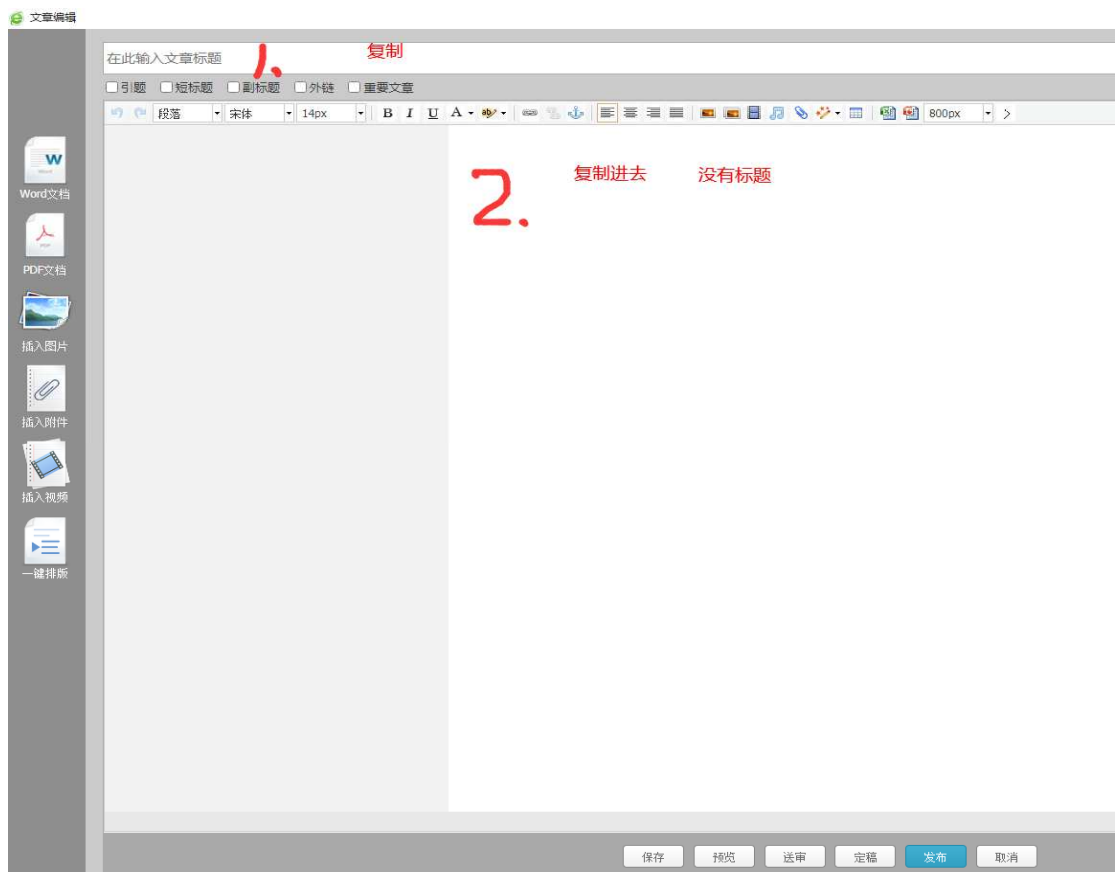 文章编辑
在此输入文章标题
1. 复制
引题 短标题 副标题 外链 重要文章
段落 宋体 14px B I U A ab 800px
2. 复制进去 没有标题
W
Word文档
PDF
PDF文档
插入图片
插入附件
插入视频
一键排版
保存 预览 送审 定稿 发布 取消